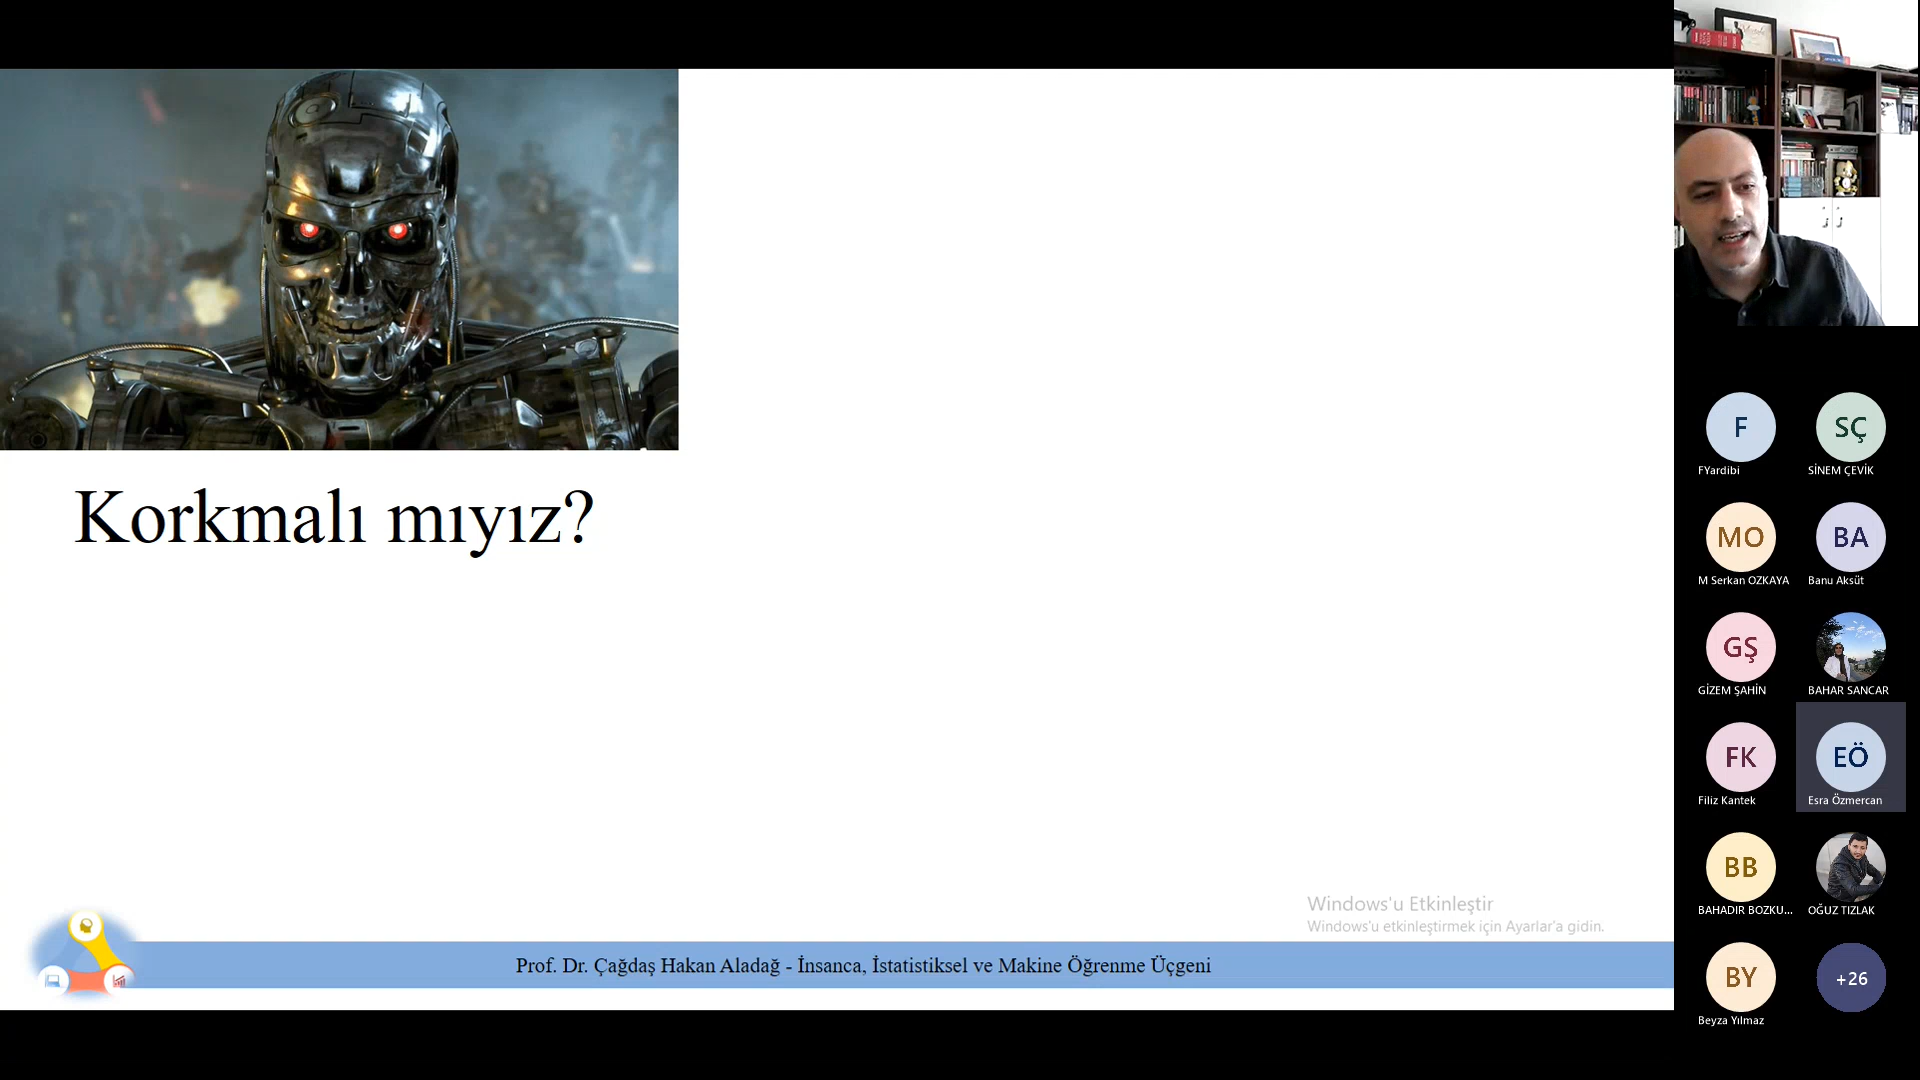 Korkmalı mıyız?
Windows'u Etkinleştir
Windows'u etkinleştirmek için Ayarlar'a gidin.
Prof. Dr. Çağdaş Hakan Aladağ - İnsanca, İstatistiksel ve Makine Öğrenme Üçgeni
F
FYardibi
SÇ
SİNEM ÇEVİK
MO
M Serkan OZKAYA
BA
Banu Aksüt
GŞ
GİZEM ŞAHİN
BAHAR SANCAR
FK
Filiz Kantek
EÖ
Esra Özmercan
BB
BAHADIR BOZKU...
OĞUZ TIZLAK
BY
Beyza Yılmaz
+26